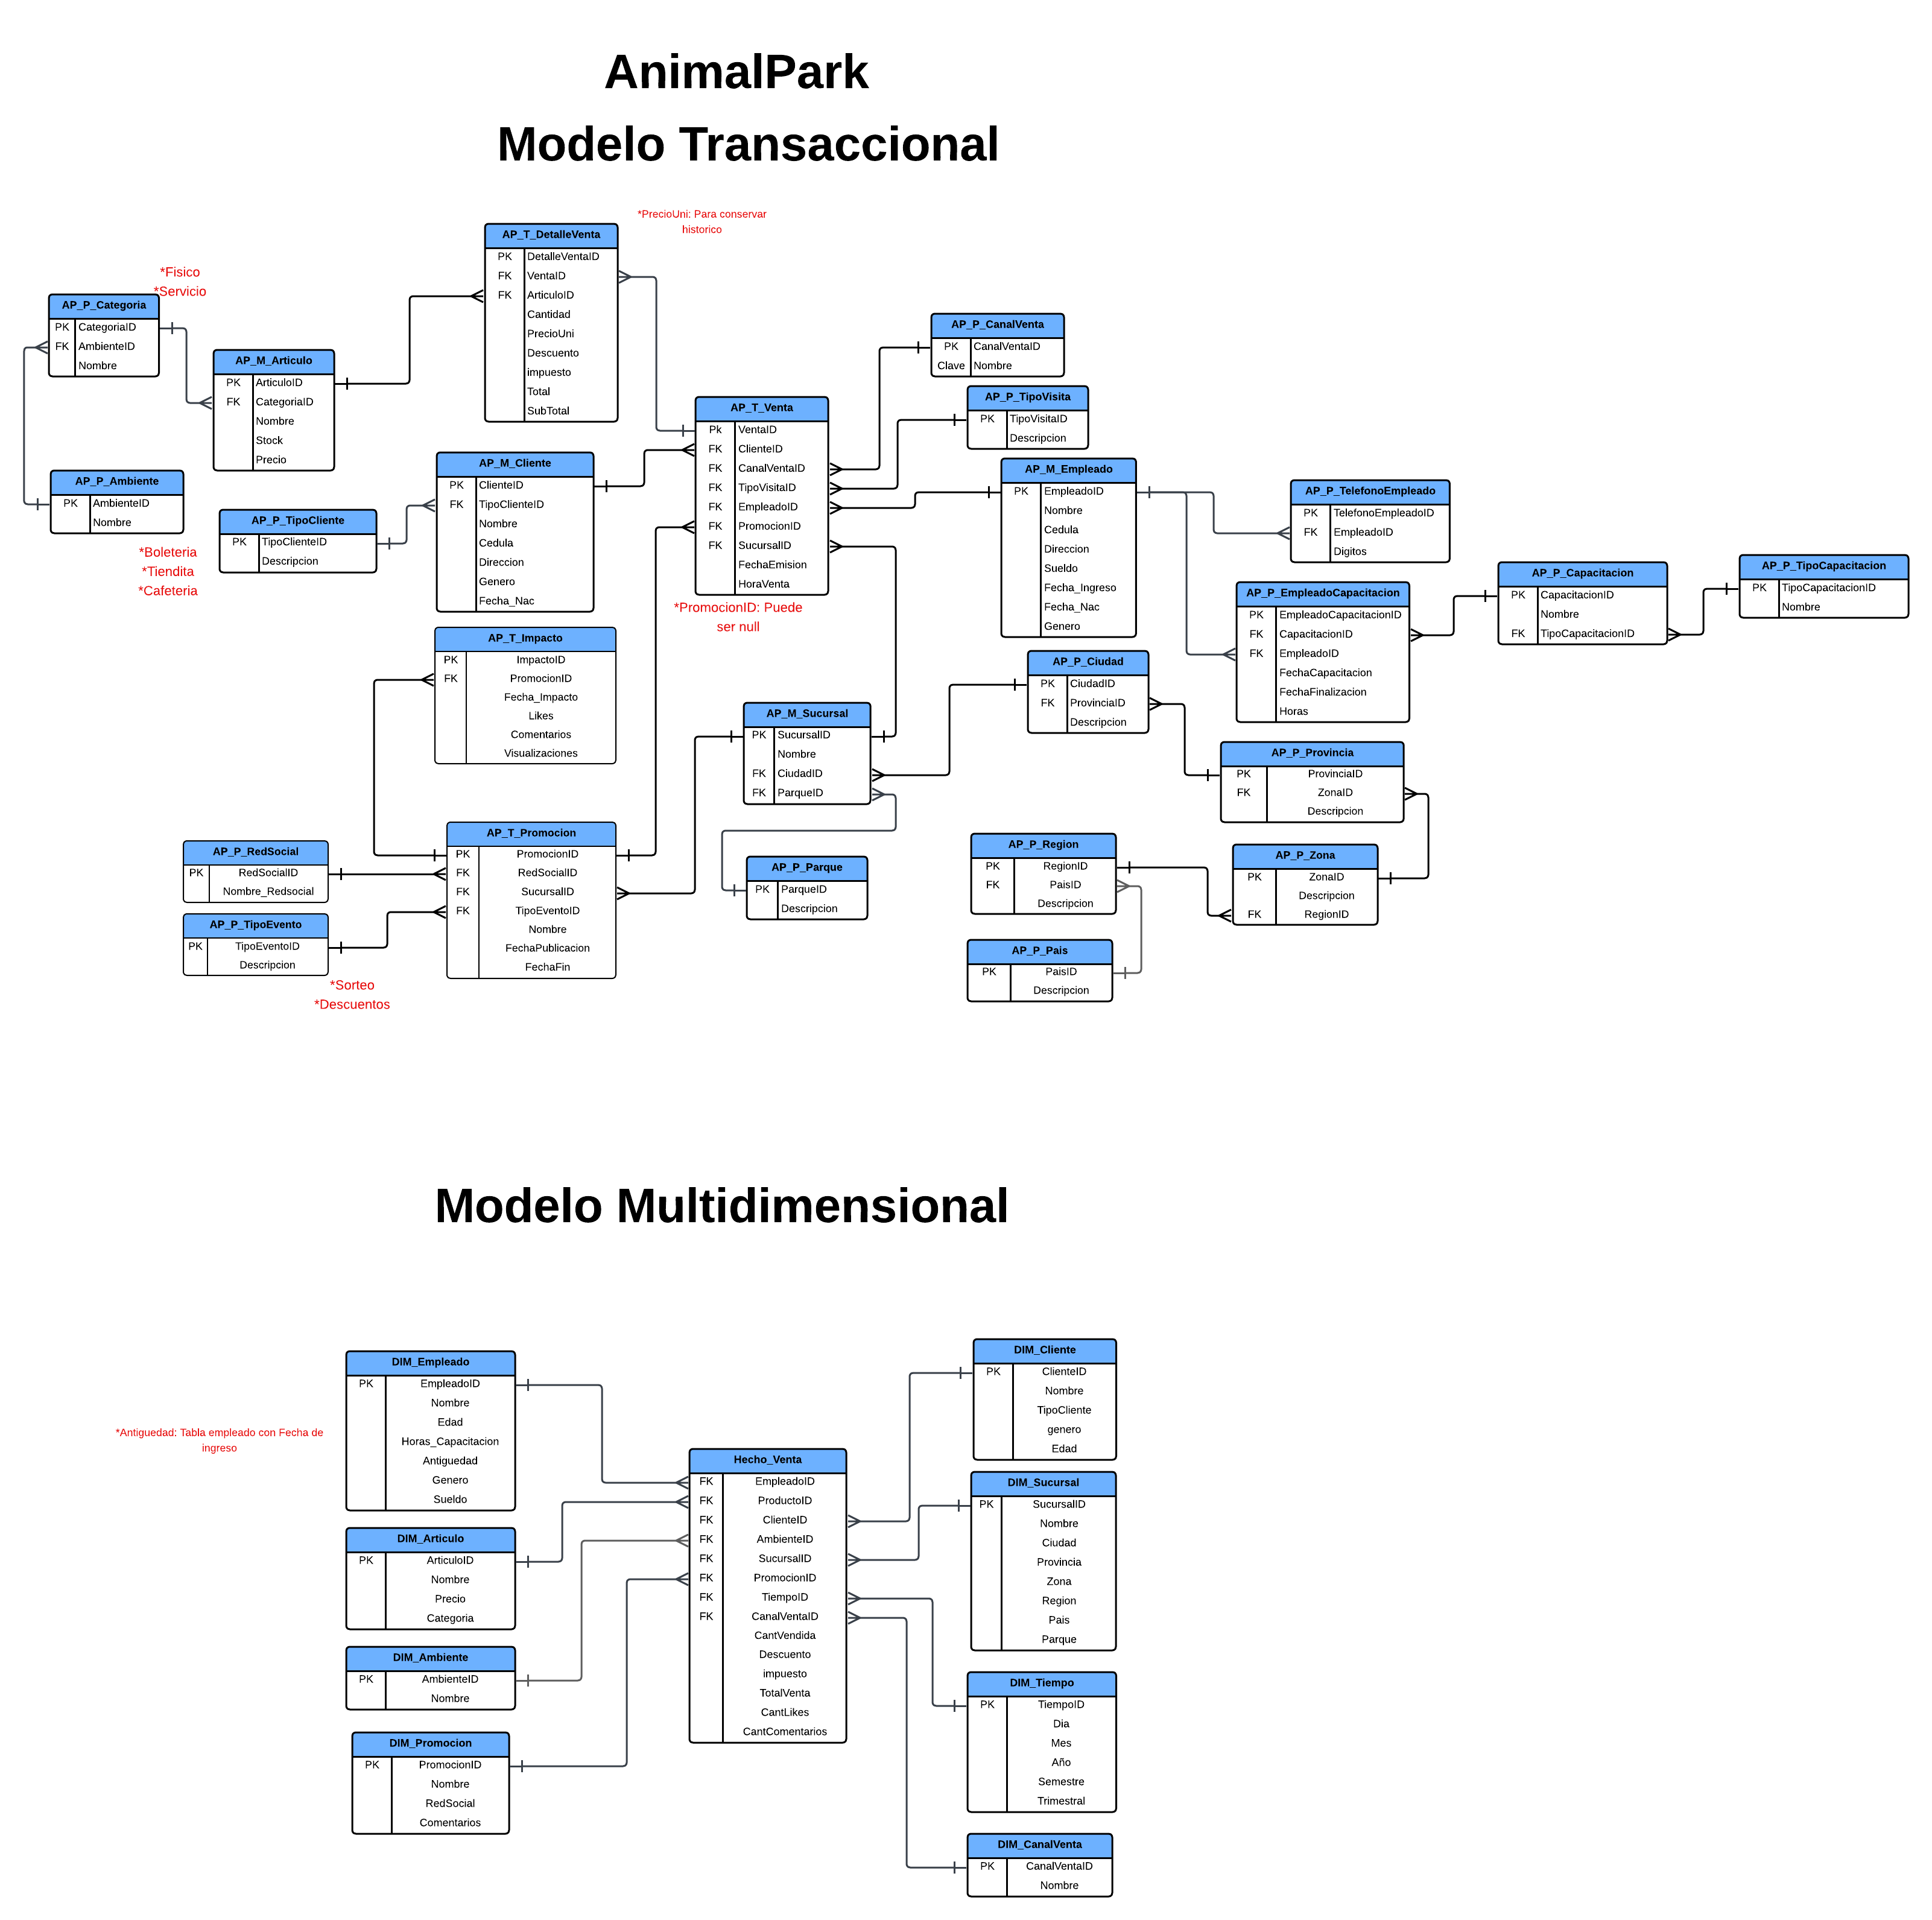 AnimalPark
Modelo Transaccional
*PrecioUni: Para conservar
historico
AP_T_DetalleVenta
PK DetalleVentaID
FK VentaID
FK ArticuloID
Cantidad
PrecioUni
Descuento
impuesto
Total
SubTotal
*Fisico
*Servicio
AP_P_Categoria
PK CategoriaID
FK AmbienteID
Nombre
AP_M_Articulo
PK ArticuloID
FK CategoriaID
Nombre
Stock
Precio
AP_P_Ambiente
PK AmbienteID
Nombre
*Boleteria
*Tiendita
*Cafeteria
AP_P_TipoCliente
PK TipoClienteID
Descripcion
AP_M_Cliente
PK ClienteID
FK TipoClienteID
Nombre
Cedula
Direccion
Genero
Fecha_Nac
AP_T_Venta
Pk VentaID
FK ClienteID
FK CanalVentaID
FK TipoVisitaID
FK EmpleadoID
FK PromocionID
FK SucursalID
FechaEmision
HoraVenta
*PromocionID: Puede
ser null
AP_P_CanalVenta
PK CanalVentaID
Clave Nombre
AP_P_TipoVisita
PK TipoVisitaID
Descripcion
AP_M_Empleado
PK EmpleadoID
Nombre
Cedula
Direccion
Sueldo
Fecha_Ingreso
Fecha_Nac
Genero
AP_P_TelefonoEmpleado
PK TelefonoEmpleadoID
FK EmpleadoID
Digitos
AP_P_EmpleadoCapacitacion
PK EmpleadoCapacitacionID
FK CapacitacionID
FK EmpleadoID
FechaCapacitacion
FechaFinalizacion
Horas
AP_P_Capacitacion
PK CapacitacionID
Nombre
FK TipoCapacitacionID
AP_P_TipoCapacitacion
PK TipoCapacitacionID
Nombre
AP_T_Impacto
PK ImpactoID
FK PromocionID
Fecha_Impacto
Likes
Comentarios
Visualizaciones
AP_M_Sucursal
PK SucursalID
Nombre
FK CiudadID
FK ParqueID
AP_P_Ciudad
PK CiudadID
FK ProvinciaID
Descripcion
AP_P_Provincia
PK ProvinciaID
FK ZonaID
Descripcion
AP_P_RedSocial
PK RedSocialID
Nombre_Redsocial
AP_P_TipoEvento
PK TipoEventoID
Descripcion
*Sorteo
*Descuentos
AP_T_Promocion
PK PromocionID
FK RedSocialID
FK SucursalID
FK TipoEventoID
Nombre
FechaPublicacion
FechaFin
AP_P_Parque
PK ParqueID
Descripcion
AP_P_Region
PK RegionID
FK PaisID
Descripcion
AP_P_Zona
PK ZonaID
Descripcion
FK RegionID
AP_P_Pais
PK PaisID
Descripcion
Modelo Multidimensional
DIM_Empleado
PK EmpleadoID
Nombre
Edad
Horas_Capacitacion
Antiguedad
Genero
Sueldo
*Antiguedad: Tabla empleado con Fecha de
ingreso
DIM_Articulo
PK ArticuloID
Nombre
Precio
Categoria
DIM_Ambiente
PK AmbienteID
Nombre
DIM_Promocion
PK PromocionID
Nombre
RedSocial
Comentarios
Hecho_Venta
FK EmpleadoID
FK ProductoID
FK ClienteID
FK AmbienteID
FK SucursalID
FK PromocionID
FK TiempoID
FK CanalVentaID
CantVendida
Descuento
impuesto
TotalVenta
CantLikes
CantComentarios
DIM_Cliente
PK ClienteID
Nombre
TipoCliente
genero
Edad
DIM_Sucursal
PK SucursalID
Nombre
Ciudad
Provincia
Zona
Region
Pais
Parque
DIM_Tiempo
PK TiempoID
Dia
Mes
Año
Semestre
Trimestral
DIM_CanalVenta
PK CanalVentaID
Nombre